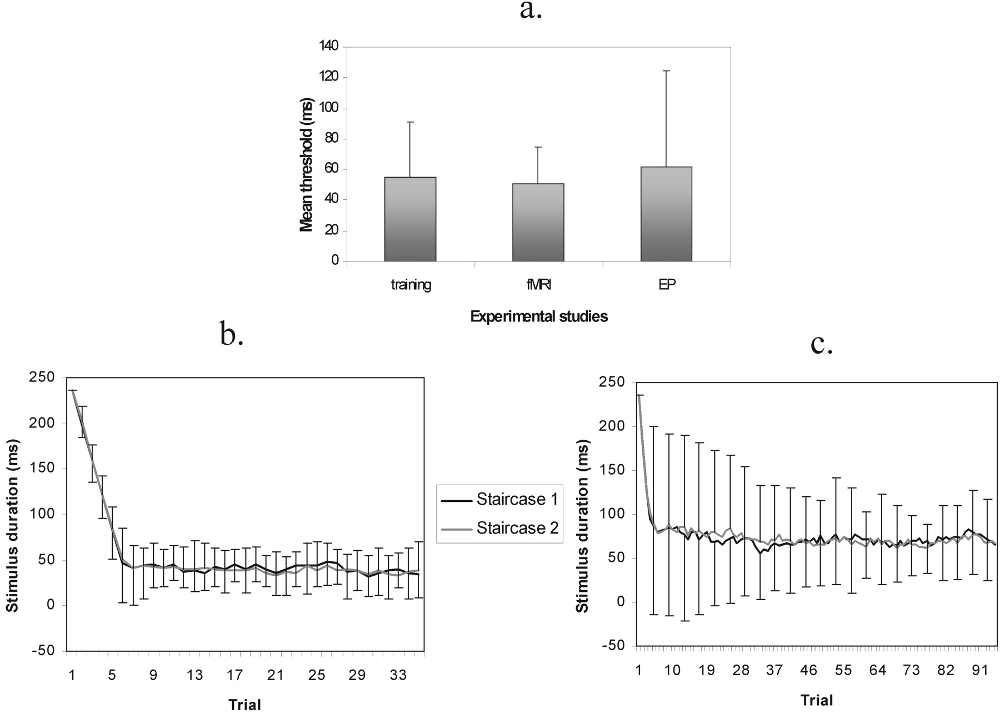 a.
140
120
100
80
60
40
20
0
Mean threshold (ms)
training fMRI EP
Experimental studies
b.
250
200
150
100
50
0
-50
Stimulus duration (ms)
1 5 9 13 17 21 25 29 33
Trial
Staircase 1
Staircase 2
c.
250
200
150
100
50
0
-50
Stimulus duration (ms)
1 10 19 28 37 46 55 64 73 82 91
Trial